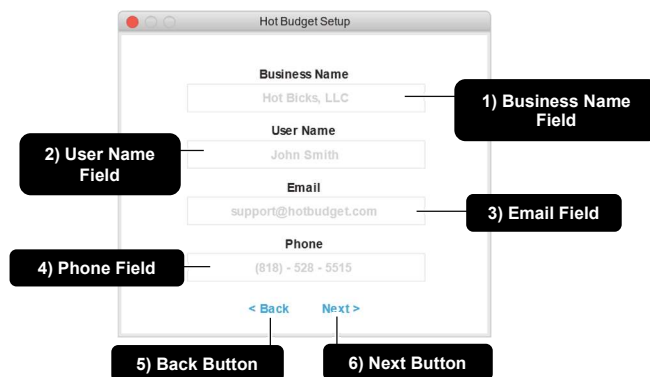 Hot Budget Setup
Business Name
Hot Bicks, LLC
1) Business Name
Field
User Name
John Smith
2) User Name
Field
Email
support@hotbudget.com
3) Email Field
Phone
(818) - 528 - 5515
4) Phone Field
< Back Next >
5) Back Button
6) Next Button